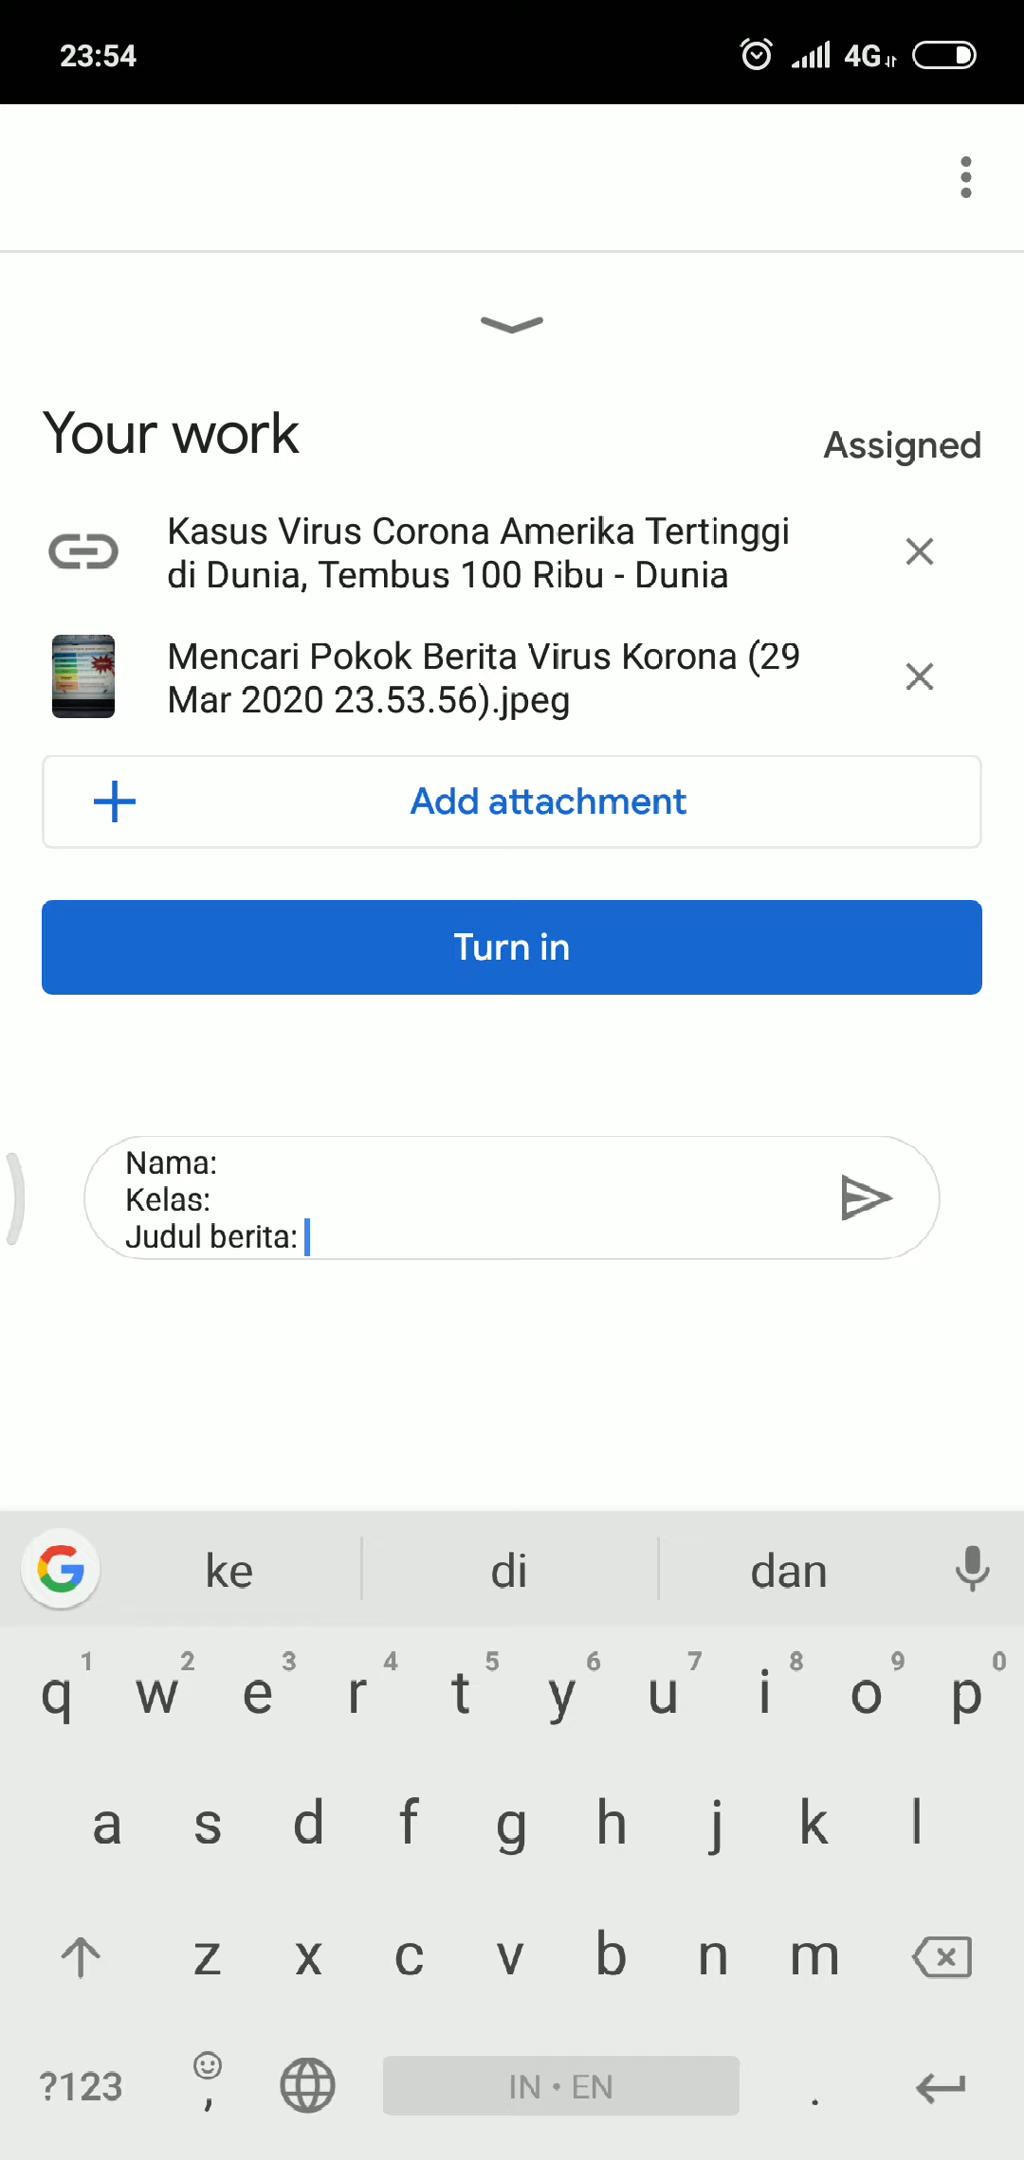 23:54
4G
Your work
Assigned
Kasus Virus Corona Amerika Tertinggi
di Dunia, Tembus 100 Ribu - Dunia
Mencari Pokok Berita Virus Korona (29
Mar 2020 23.53.56).jpeg
Add attachment
Turn in
Nama:
Kelas:
Judul berita:
ke di dan
1 2 3 4 5 6 7 8 9 0
q w e r t y u i o p
a s d f g h j k l
z x c v b n m
?123 , IN • EN .